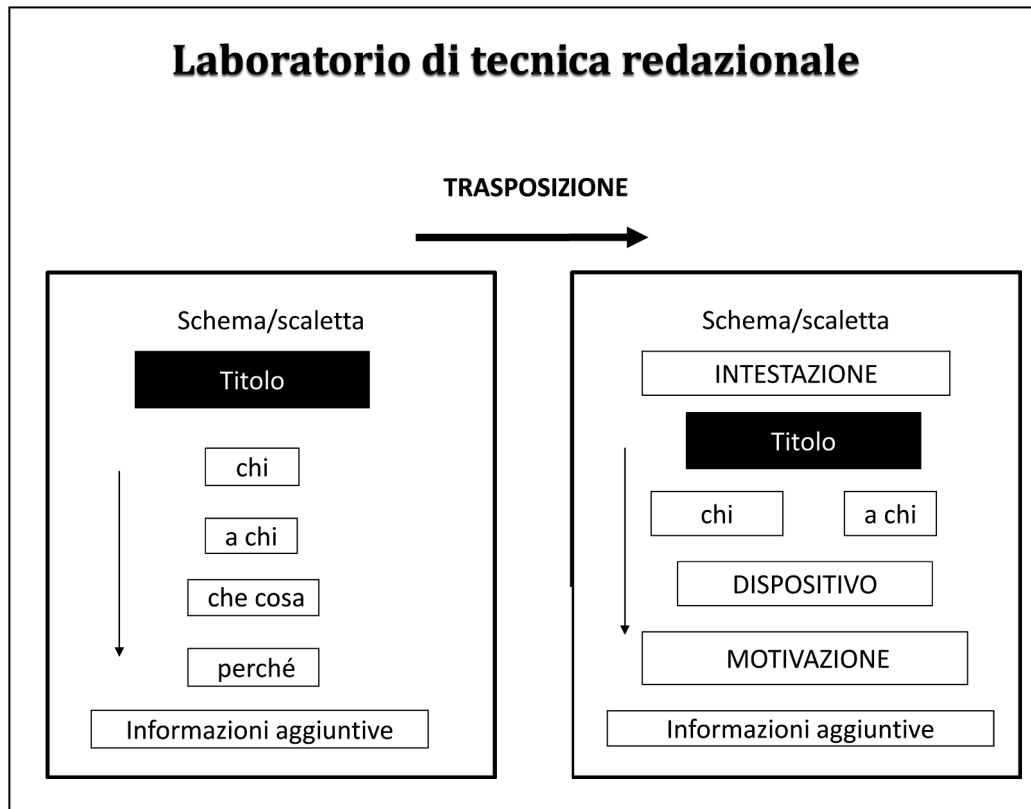 Laboratorio di tecnica redazionale
TRASPOSIZIONE
Schema/scaletta
Titolo
chi
a chi
che cosa
perché
Informazioni aggiuntive
Schema/scaletta
INTESTAZIONE
Titolo
chi
a chi
DISPOSITIVO
MOTIVAZIONE
Informazioni aggiuntive